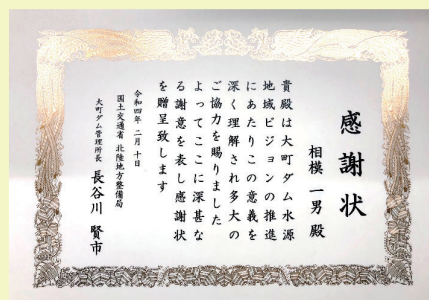 感謝状
相模 一男 殿
貴殿は大町ダム水源
地域ビジョンの推進
にあたりこの意義を
深く理解され多大の
ご協力を賜りました
よってここに深甚な
る謝意を表し感謝状
を贈呈致します
令和四年 二月 十日
国土交通省 北陸地方整備局
大町ダム管理所長 長谷川 賢市